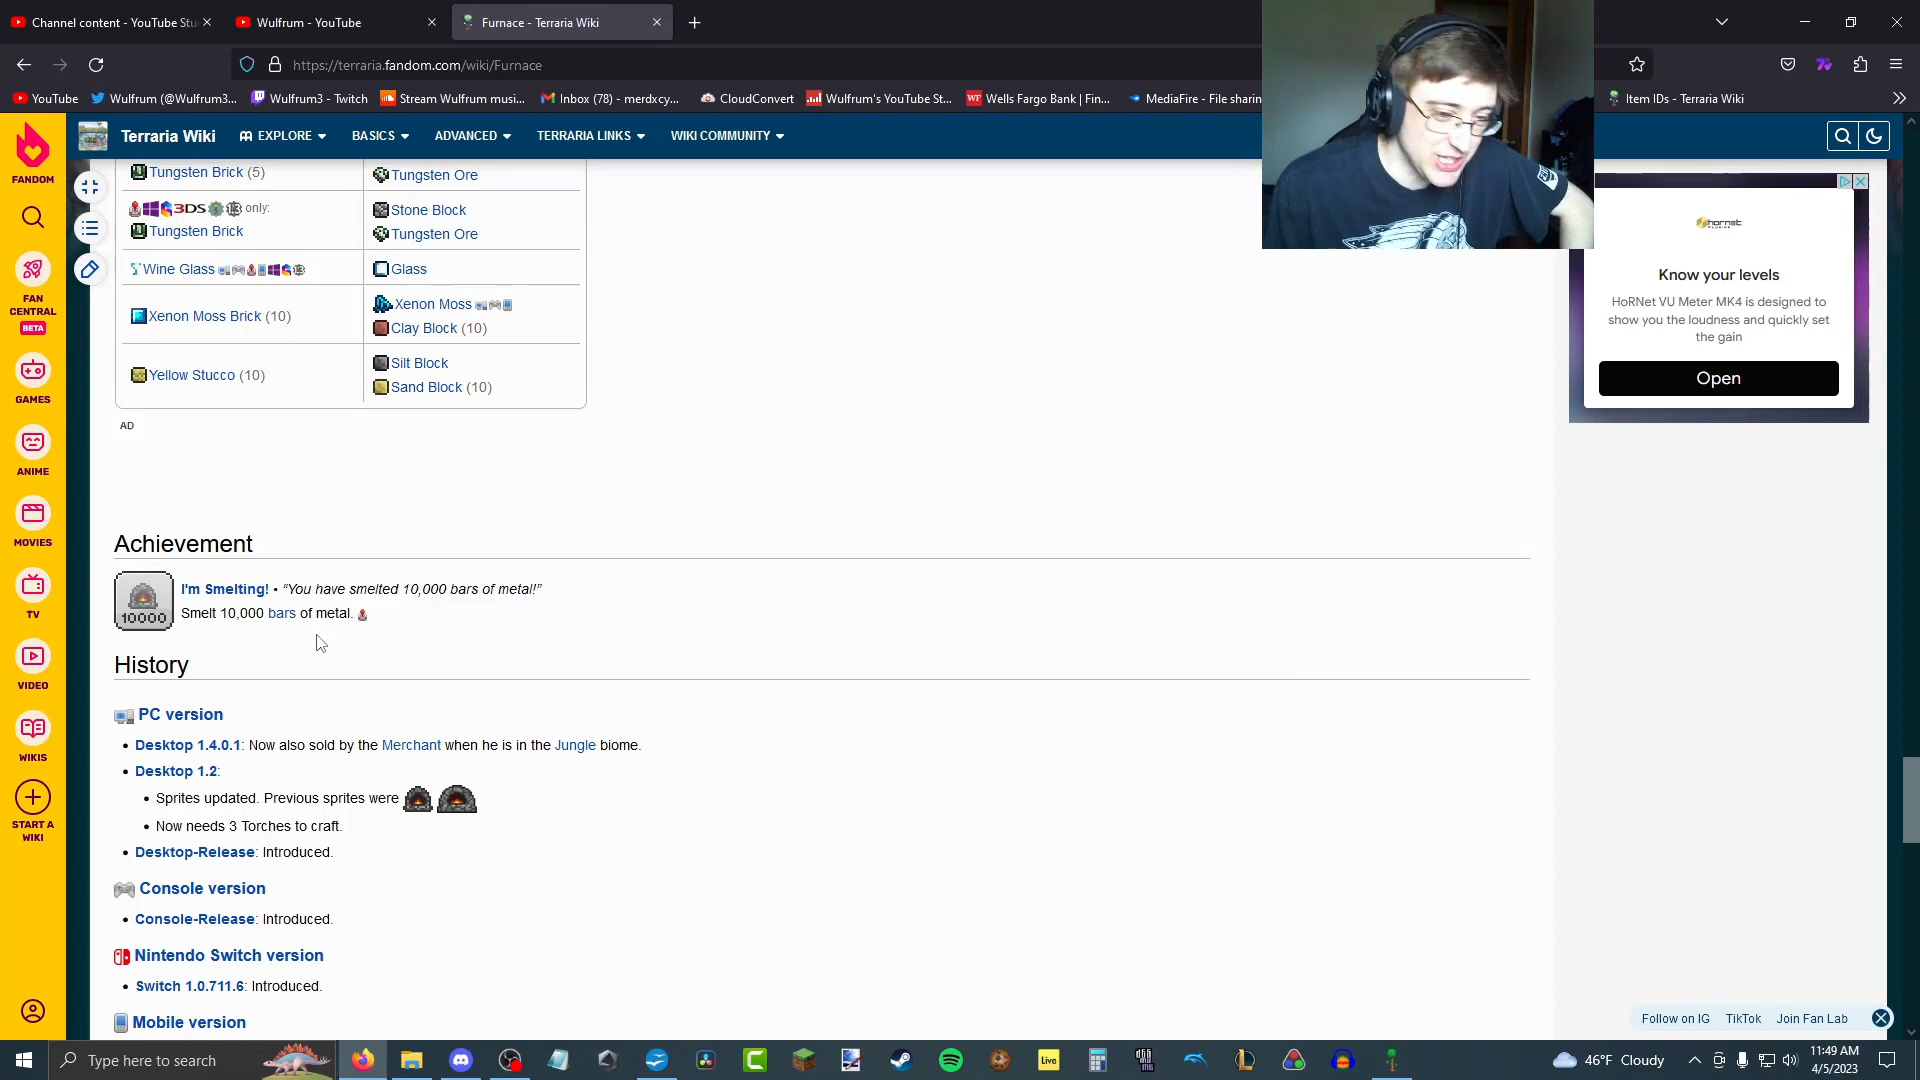 Channel content - YouTube Stu
Wulfrum - YouTube
Furnace - Terraria Wiki
https://terraria.fandom.com/wiki/Furnace
YouTube
Wulfrum (@Wulfrum3...
Wulfrum3 - Twitch
Stream Wulfrum musi...
Inbox (78) - merdxcy...
CloudConvert
Wulfrum's YouTube St...
Wells Fargo Bank | Fin...
MediaFire - File sharin
Item IDs - Terraria Wiki
Terraria Wiki
EXPLORE
BASICS
ADVANCED
TERRARIA LINKS
WIKI COMMUNITY
FANDOM
FAN CENTRAL
BETA
GAMES
ANIME
MOVIES
TV
VIDEO
WIKIS
START A WIKI
Tungsten Brick (5)
Tungsten Ore
3DS only:
Tungsten Brick
Stone Block
Tungsten Ore
Wine Glass
Glass
Xenon Moss Brick (10)
Xenon Moss
Clay Block (10)
Yellow Stucco (10)
Silt Block
Sand Block (10)
AD
Achievement
10000
I'm Smelting! • “You have smelted 10,000 bars of metal!”
Smelt 10,000 bars of metal.
History
PC version
• Desktop 1.4.0.1: Now also sold by the Merchant when he is in the Jungle biome.
• Desktop 1.2:
• Sprites updated. Previous sprites were
• Now needs 3 Torches to craft.
• Desktop-Release: Introduced.
Console version
• Console-Release: Introduced.
Nintendo Switch version
• Switch 1.0.711.6: Introduced.
Mobile version
hornet
Know your levels
HoRNet VU Meter MK4 is designed to
show you the loudness and quickly set
the gain
Open
Follow on IG
TikTok
Join Fan Lab
Type here to search
Live
46°F Cloudy
11:49 AM
4/5/2023